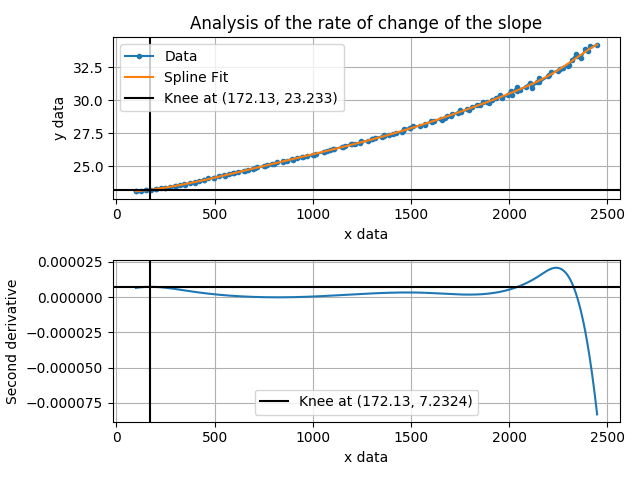 Analysis of the rate of change of the slope
Data
Spline Fit
Knee at (172.13, 23.233)
y data
32.5
30.0
27.5
25.0
0 500 1000 1500 2000 2500
x data
Second derivative
0.000025
0.000000
−0.000025
−0.000050
−0.000075
Knee at (172.13, 7.2324)
0 500 1000 1500 2000 2500
x data